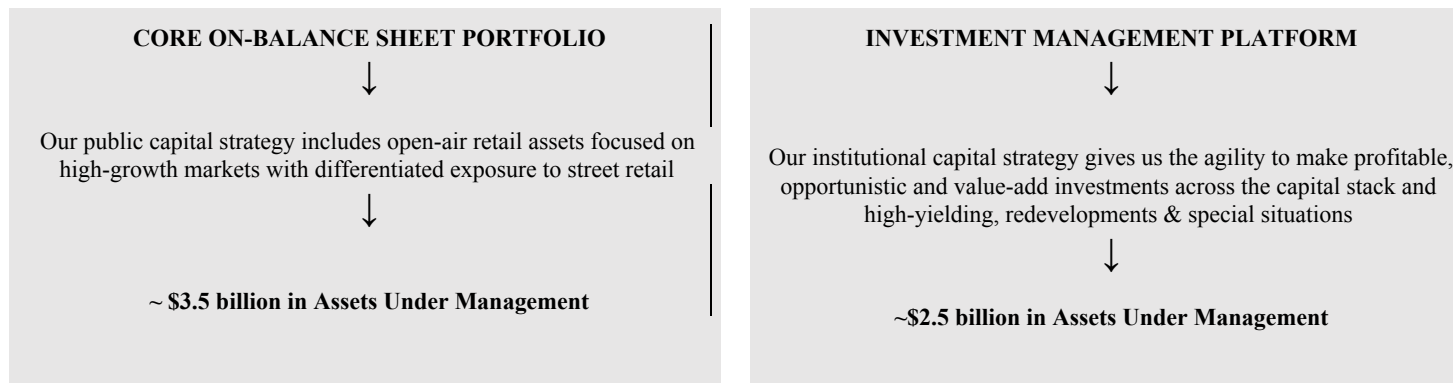 CORE ON-BALANCE SHEET PORTFOLIO
↓
Our public capital strategy includes open-air retail assets focused on
high-growth markets with differentiated exposure to street retail
↓
~ $3.5 billion in Assets Under Management
INVESTMENT MANAGEMENT PLATFORM
↓
Our institutional capital strategy gives us the agility to make profitable,
opportunistic and value-add investments across the capital stack and
high-yielding, redevelopments & special situations
↓
~$2.5 billion in Assets Under Management